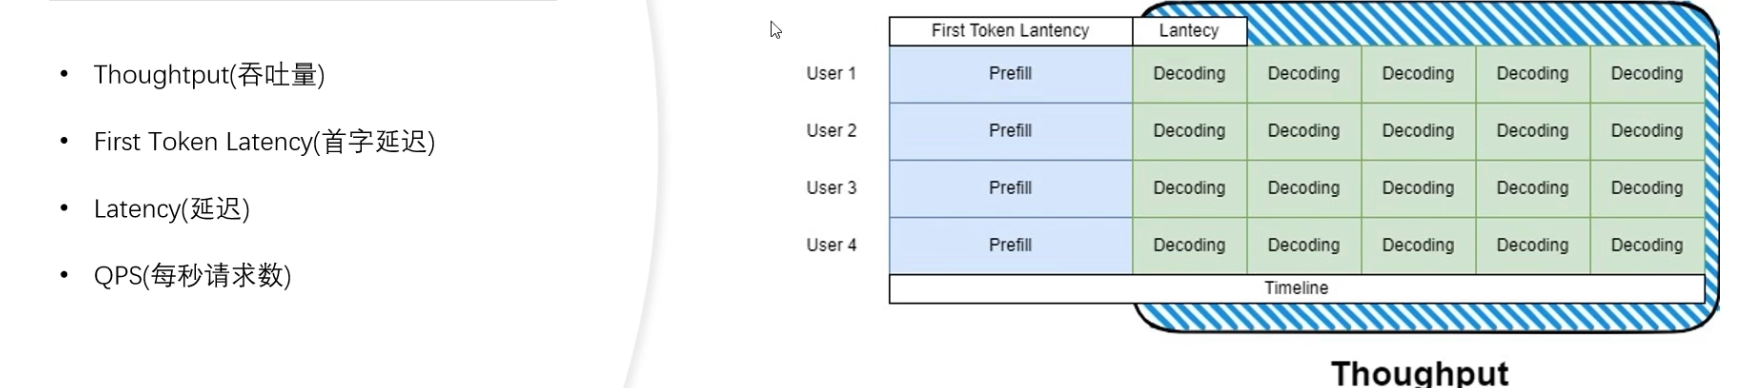 • Thoughtput(吞吐量)
• First Token Latency(首字延迟)
• Latency(延迟)
• QPS(每秒请求数)
First Token Lantency Lantecy
User 1 Prefill Decoding Decoding Decoding Decoding Decoding
User 2 Prefill Decoding Decoding Decoding Decoding Decoding
User 3 Prefill Decoding Decoding Decoding Decoding Decoding
User 4 Prefill Decoding Decoding Decoding Decoding Decoding
Timeline
Thoughput